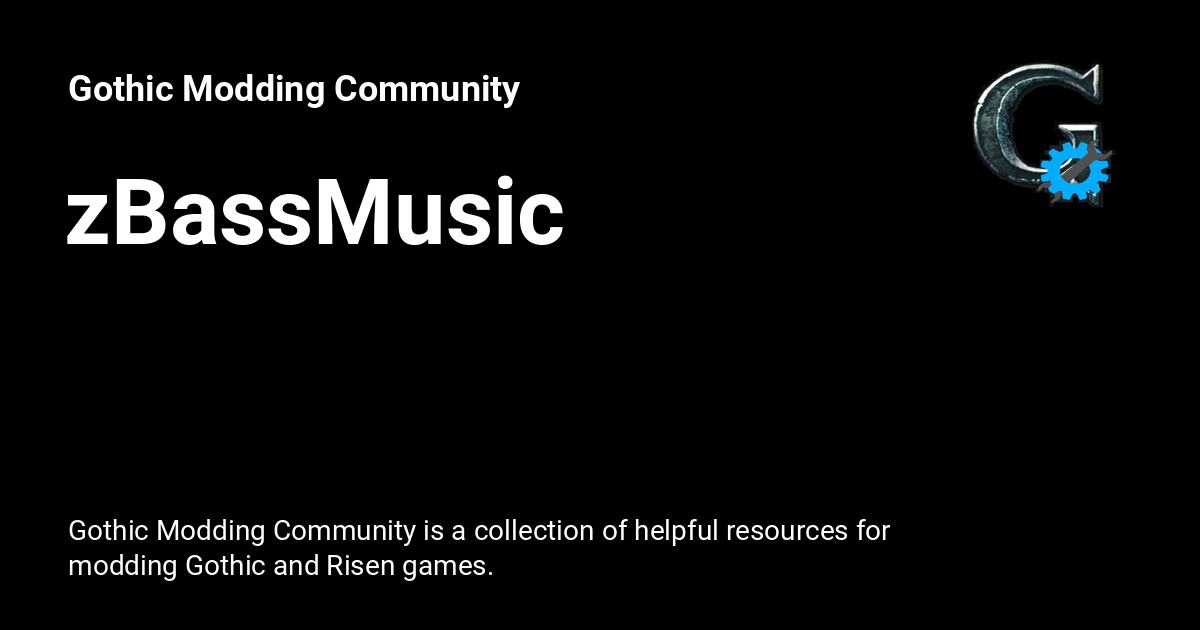 Gothic Modding Community
zBassMusic
G
Gothic Modding Community is a collection of helpful resources for
modding Gothic and Risen games.